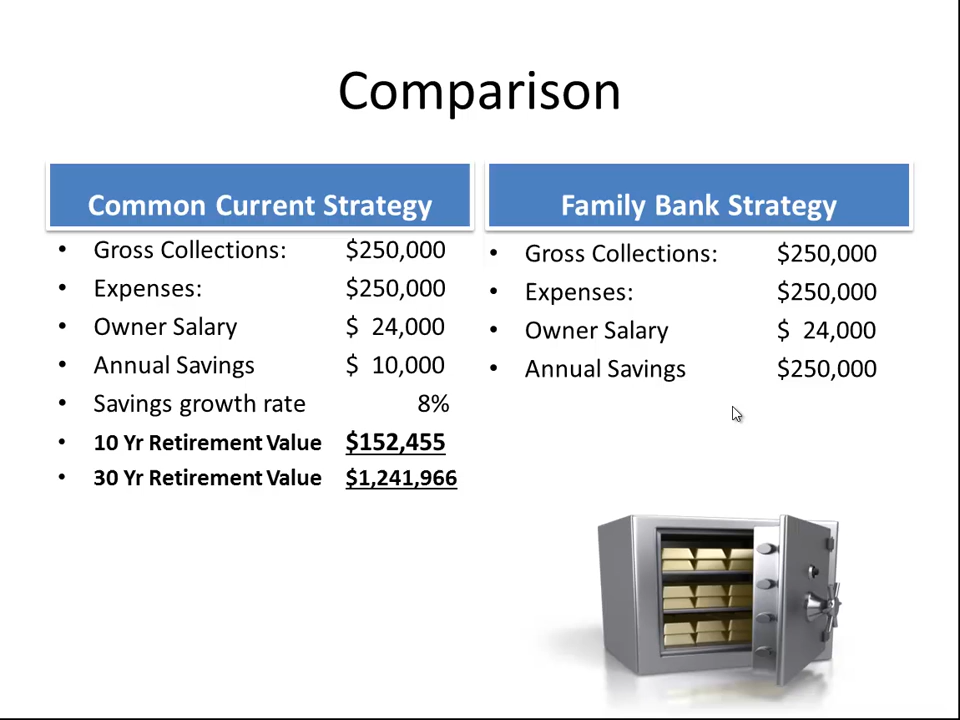 Comparison
Common Current Strategy
• Gross Collections: $250,000
• Expenses: $250,000
• Owner Salary $ 24,000
• Annual Savings $ 10,000
• Savings growth rate 8%
• 10 Yr Retirement Value $152,455
• 30 Yr Retirement Value $1,241,966
Family Bank Strategy
• Gross Collections: $250,000
• Expenses: $250,000
• Owner Salary $ 24,000
• Annual Savings $250,000